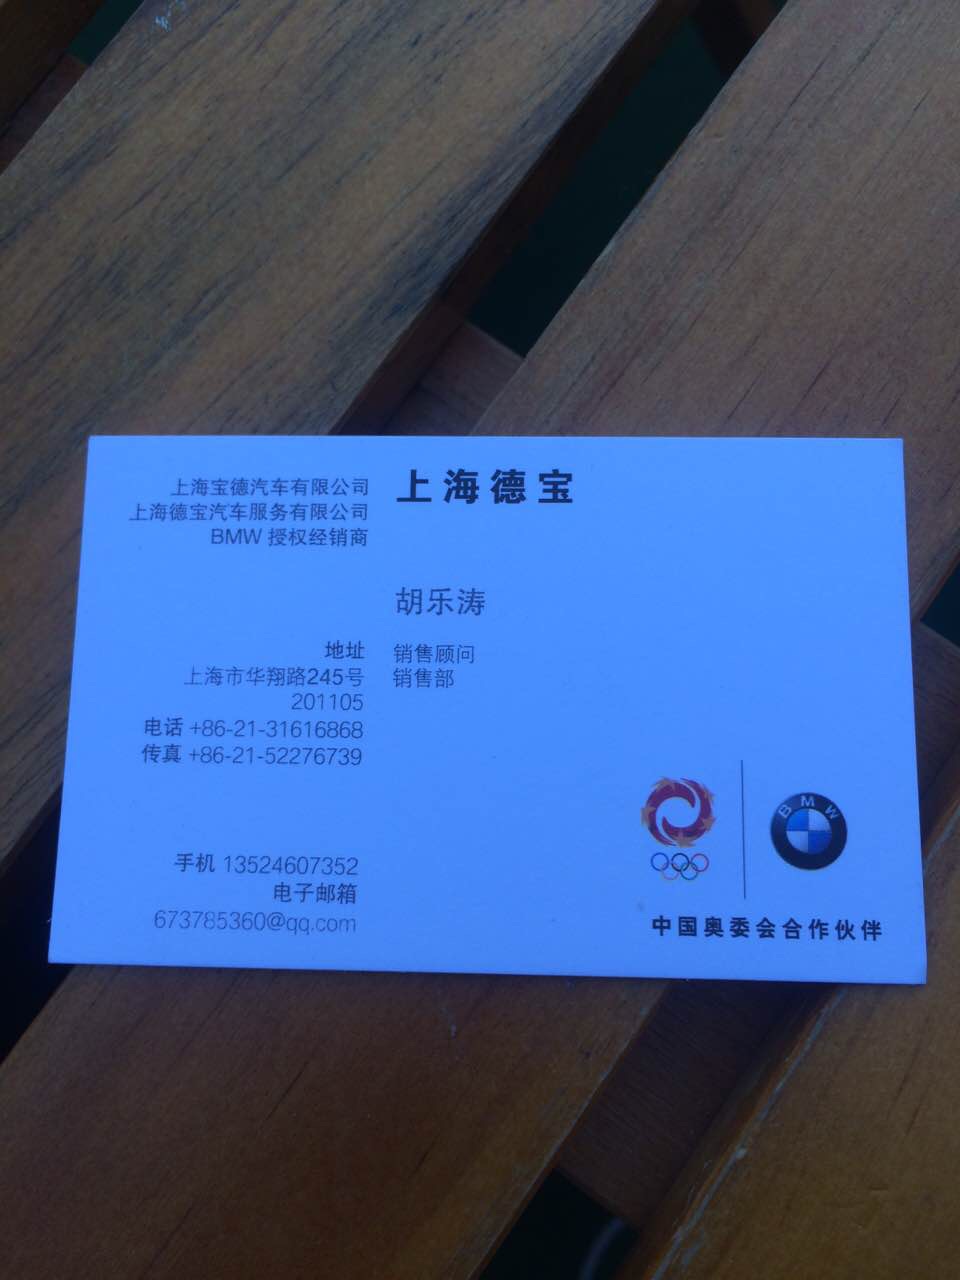 上海宝德汽车有限公司
上海德宝汽车服务有限公司
BMW 授权经销商
上海德宝
胡乐涛
销售顾问
销售部
地址
上海市华翔路245号
201105
电话 +86-21-31616868
传真 +86-21-52276739
手机 13524607352
电子邮箱
673785360@qq.com
BMW
中国奥委会合作伙伴